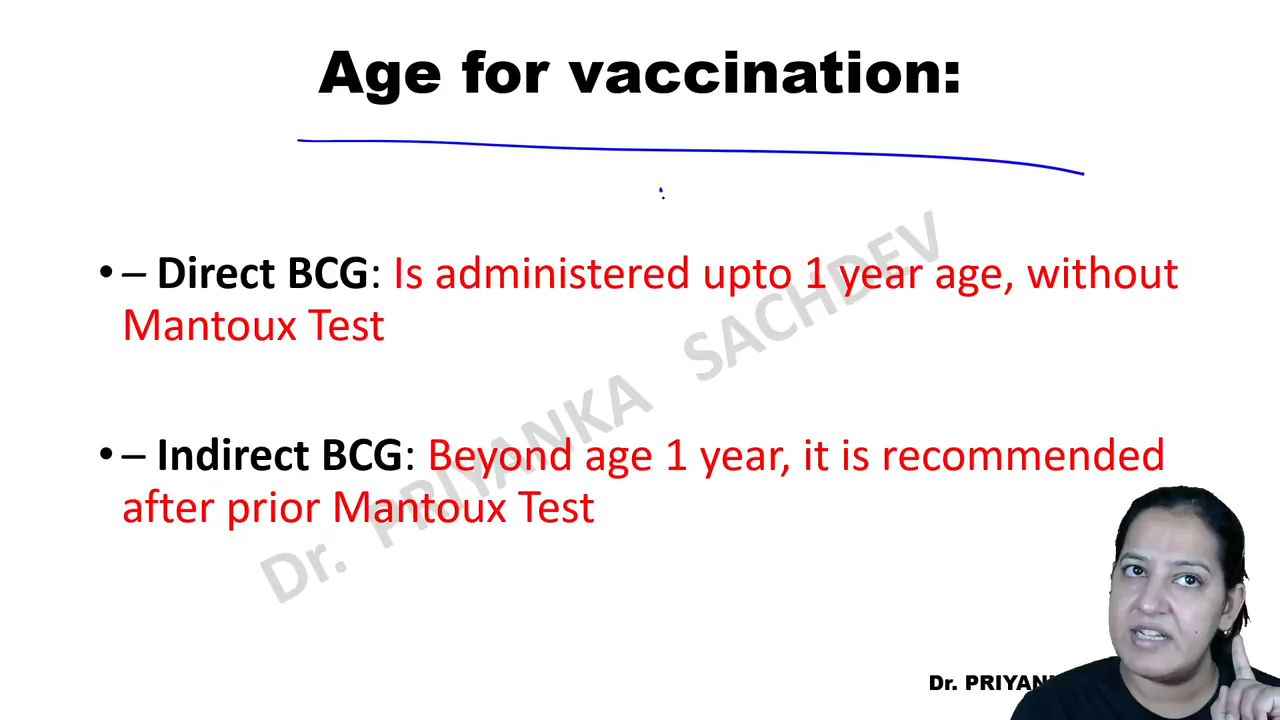 Age for vaccination:
• – Direct BCG: Is administered upto 1 year age, without
Mantoux Test
• – Indirect BCG: Beyond age 1 year, it is recommended
after prior Mantoux Test
Dr. PRIYANKA SACHDEV
Dr.